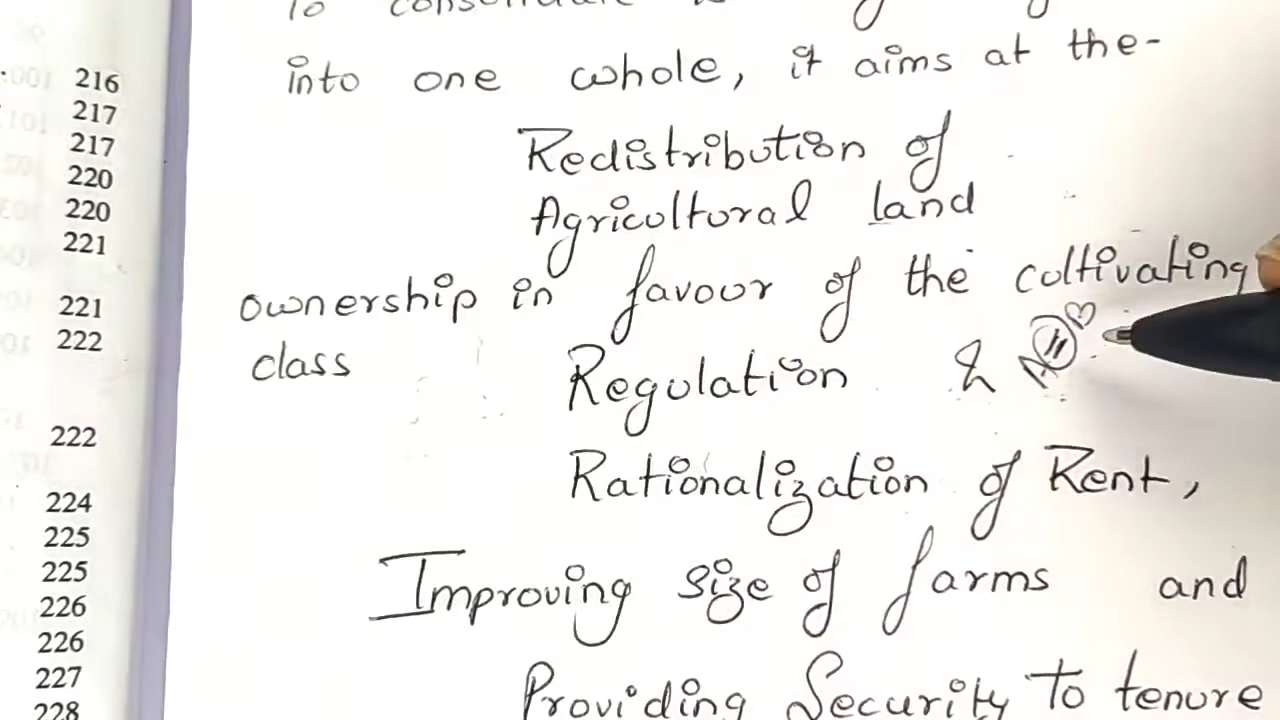 into one whole, it aims at the-
Redistribution of
Agricultural land
ownership in favour of the cultivating
class
Regulation &
Rationalization of Rent,
Improving size of farms and
Providing Security to tenure
216
217
217
220
220
221
221
222
222
224
225
225
226
226
227
228